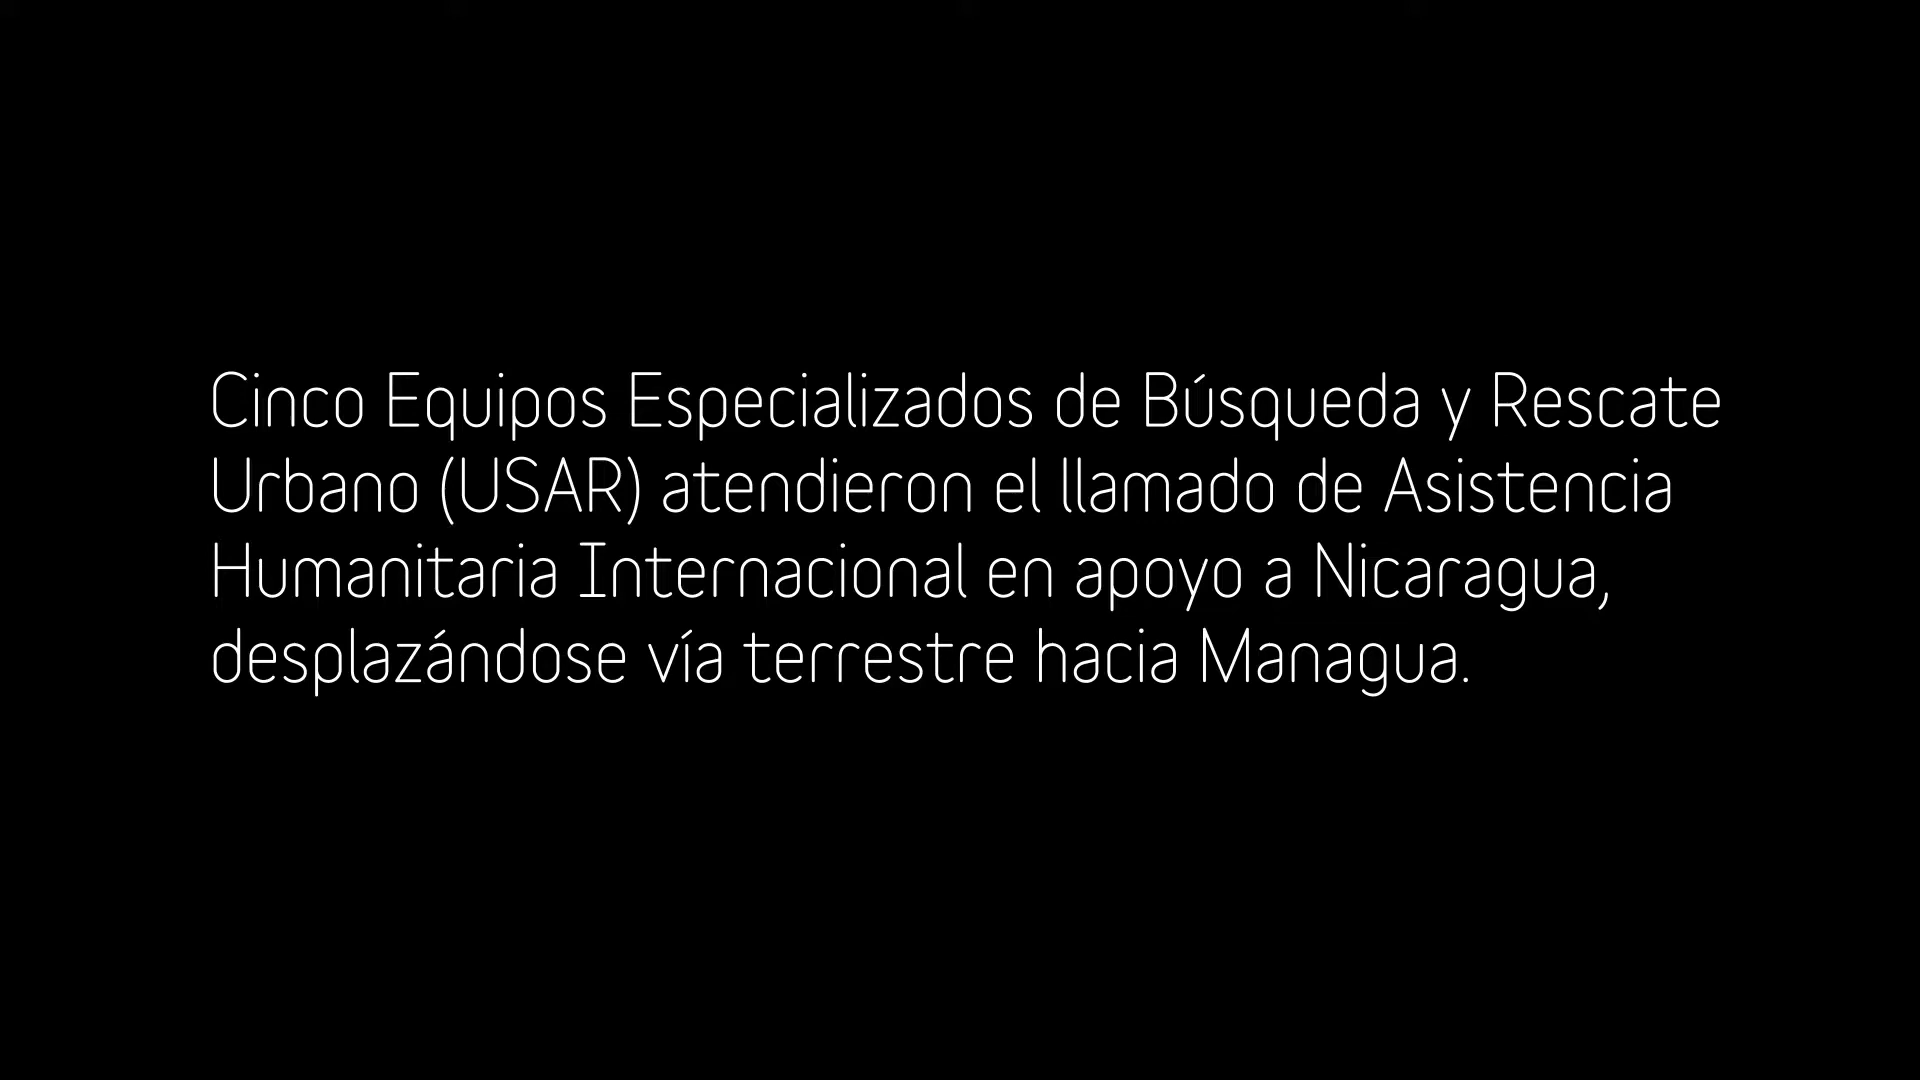 Cinco Equipos Especializados de Búsqueda y Rescate
Urbano (USAR) atendieron el llamado de Asistencia
Humanitaria Internacional en apoyo a Nicaragua,
desplazándose vía terrestre hacia Managua.